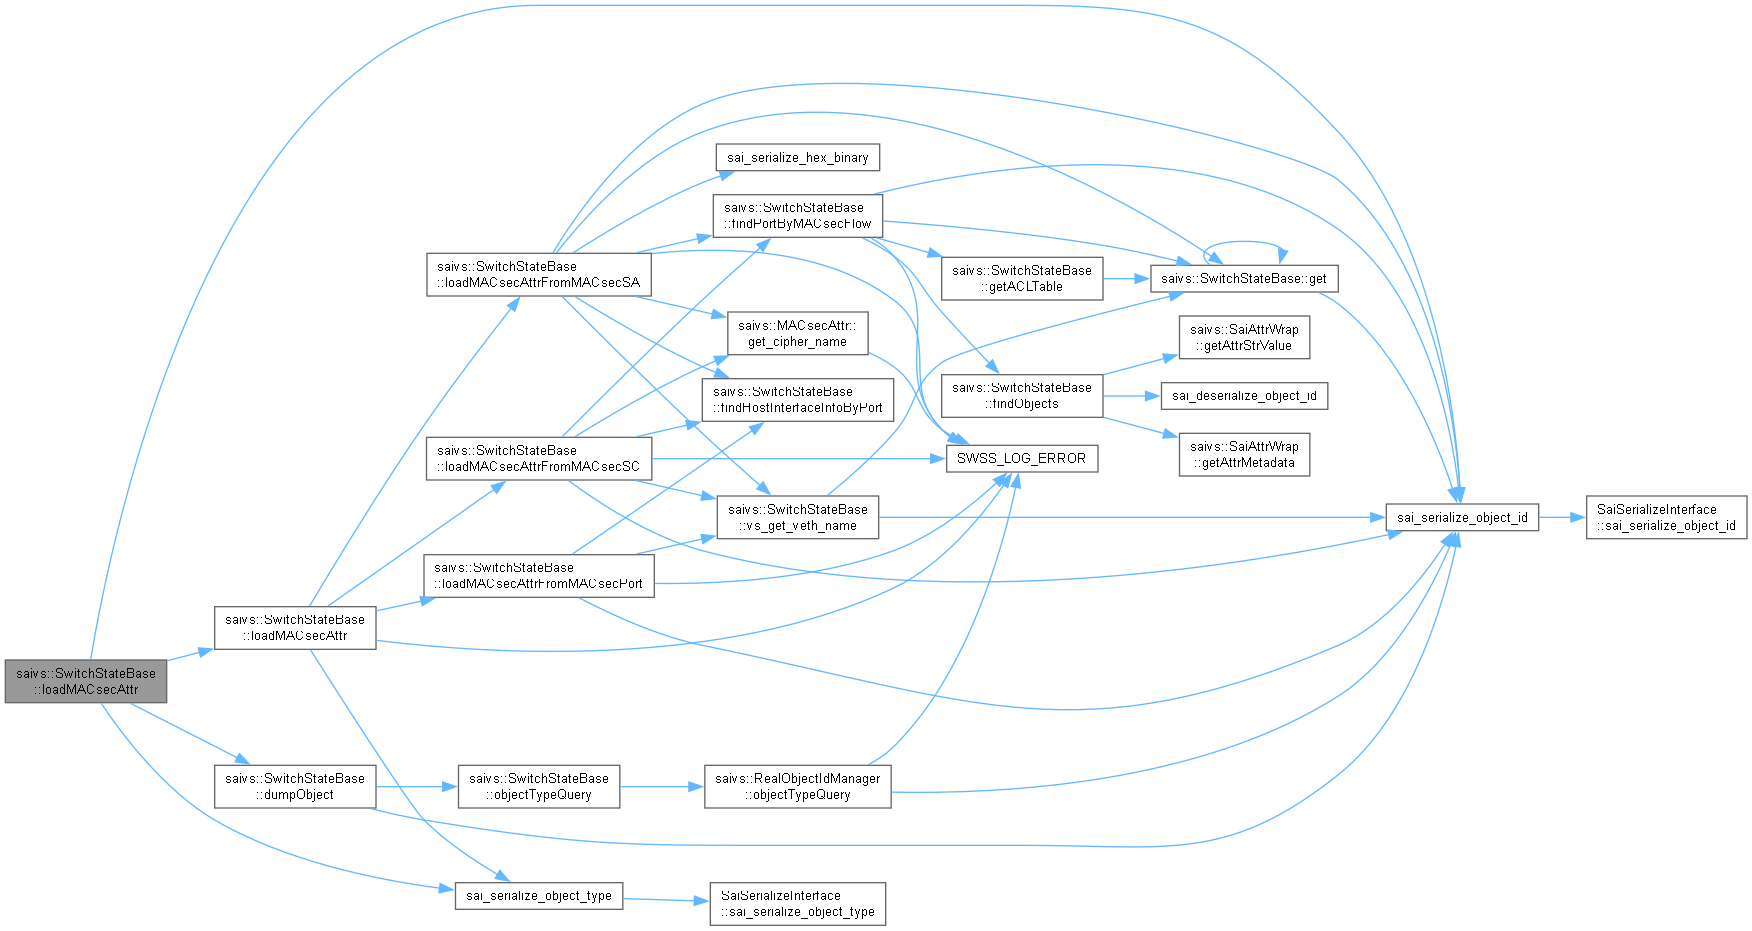 saivs::SwitchStateBase
::loadMACsecAttr
saivs::SwitchStateBase
::loadMACsecAttr
saivs::SwitchStateBase
::dumpObject
saivs::SwitchStateBase
::loadMACsecAttrFromMACsecSA
saivs::SwitchStateBase
::loadMACsecAttrFromMACsecSC
saivs::SwitchStateBase
::loadMACsecAttrFromMACsecPort
saivs::SwitchStateBase
::objectTypeQuery
sai_serialize_object_type
sai_serialize_hex_binary
saivs::SwitchStateBase
::findPortByMACsecFlow
saivs::MACsecAttr::
get_cipher_name
saivs::SwitchStateBase
::findHostInterfaceInfoByPort
saivs::SwitchStateBase
::vs_get_veth_name
saivs::RealObjectIdManager
::objectTypeQuery
SaiSerializeInterface
::sai_serialize_object_type
saivs::SwitchStateBase
::getACLTable
saivs::SwitchStateBase
::findObjects
SWSS_LOG_ERROR
saivs::SwitchStateBase::get
saivs::SaiAttrWrap
::getAttrStrValue
sai_deserialize_object_id
saivs::SaiAttrWrap
::getAttrMetadata
sai_serialize_object_id
SaiSerializeInterface
::sai_serialize_object_id